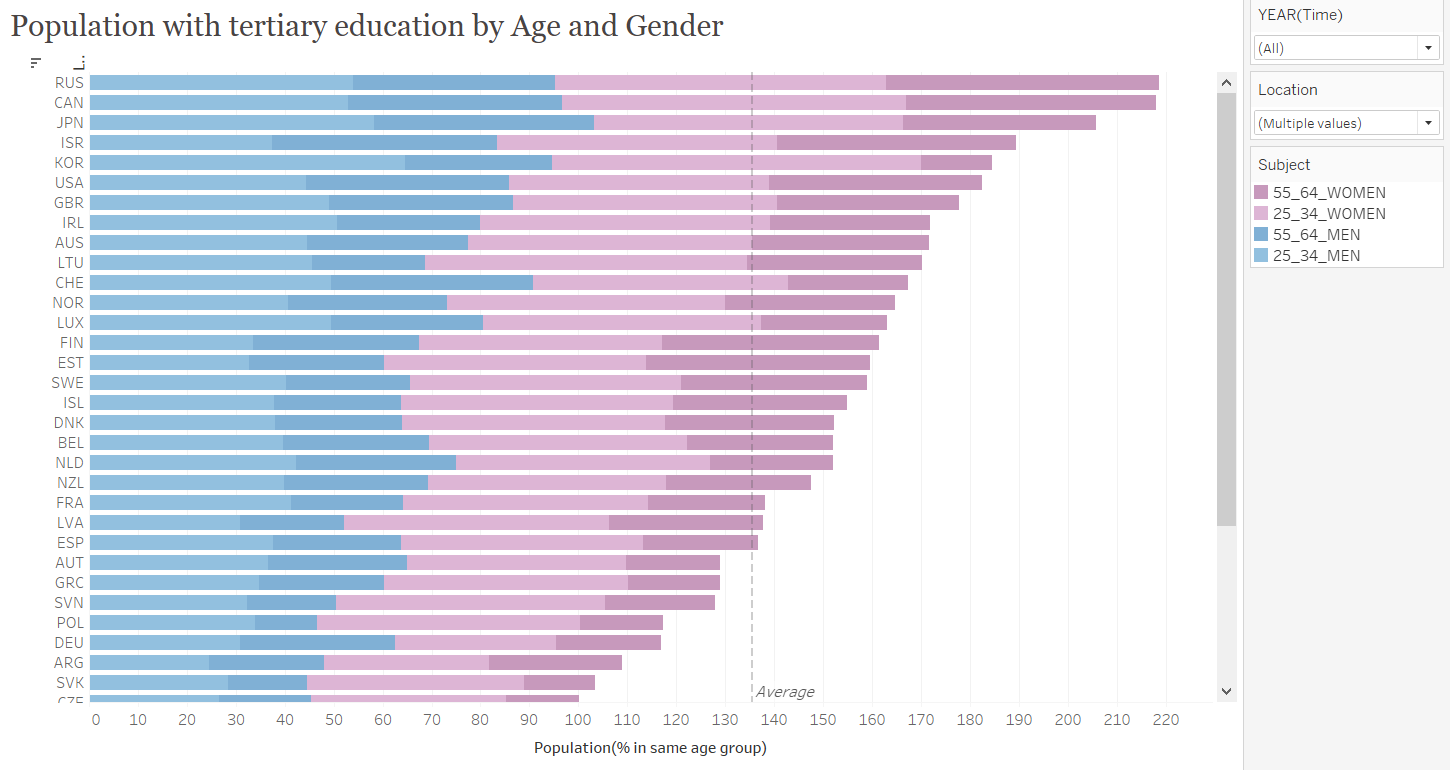 Population with tertiary education by Age and Gender
RUS
CAN
JPN
ISR
KOR
USA
GBR
IRL
AUS
LTU
CHE
NOR
LUX
FIN
EST
SWE
ISL
DNK
BEL
NLD
NZL
FRA
LVA
ESP
AUT
GRC
SVN
POL
DEU
ARG
SVK
CZE
Average
0 10 20 30 40 50 60 70 80 90 100 110 120 130 140 150 160 170 180 190 200 210 220
Population(% in same age group)
YEAR(Time)
(All)
Location
(Multiple values)
Subject
55_64_WOMEN
25_34_WOMEN
55_64_MEN
25_34_MEN